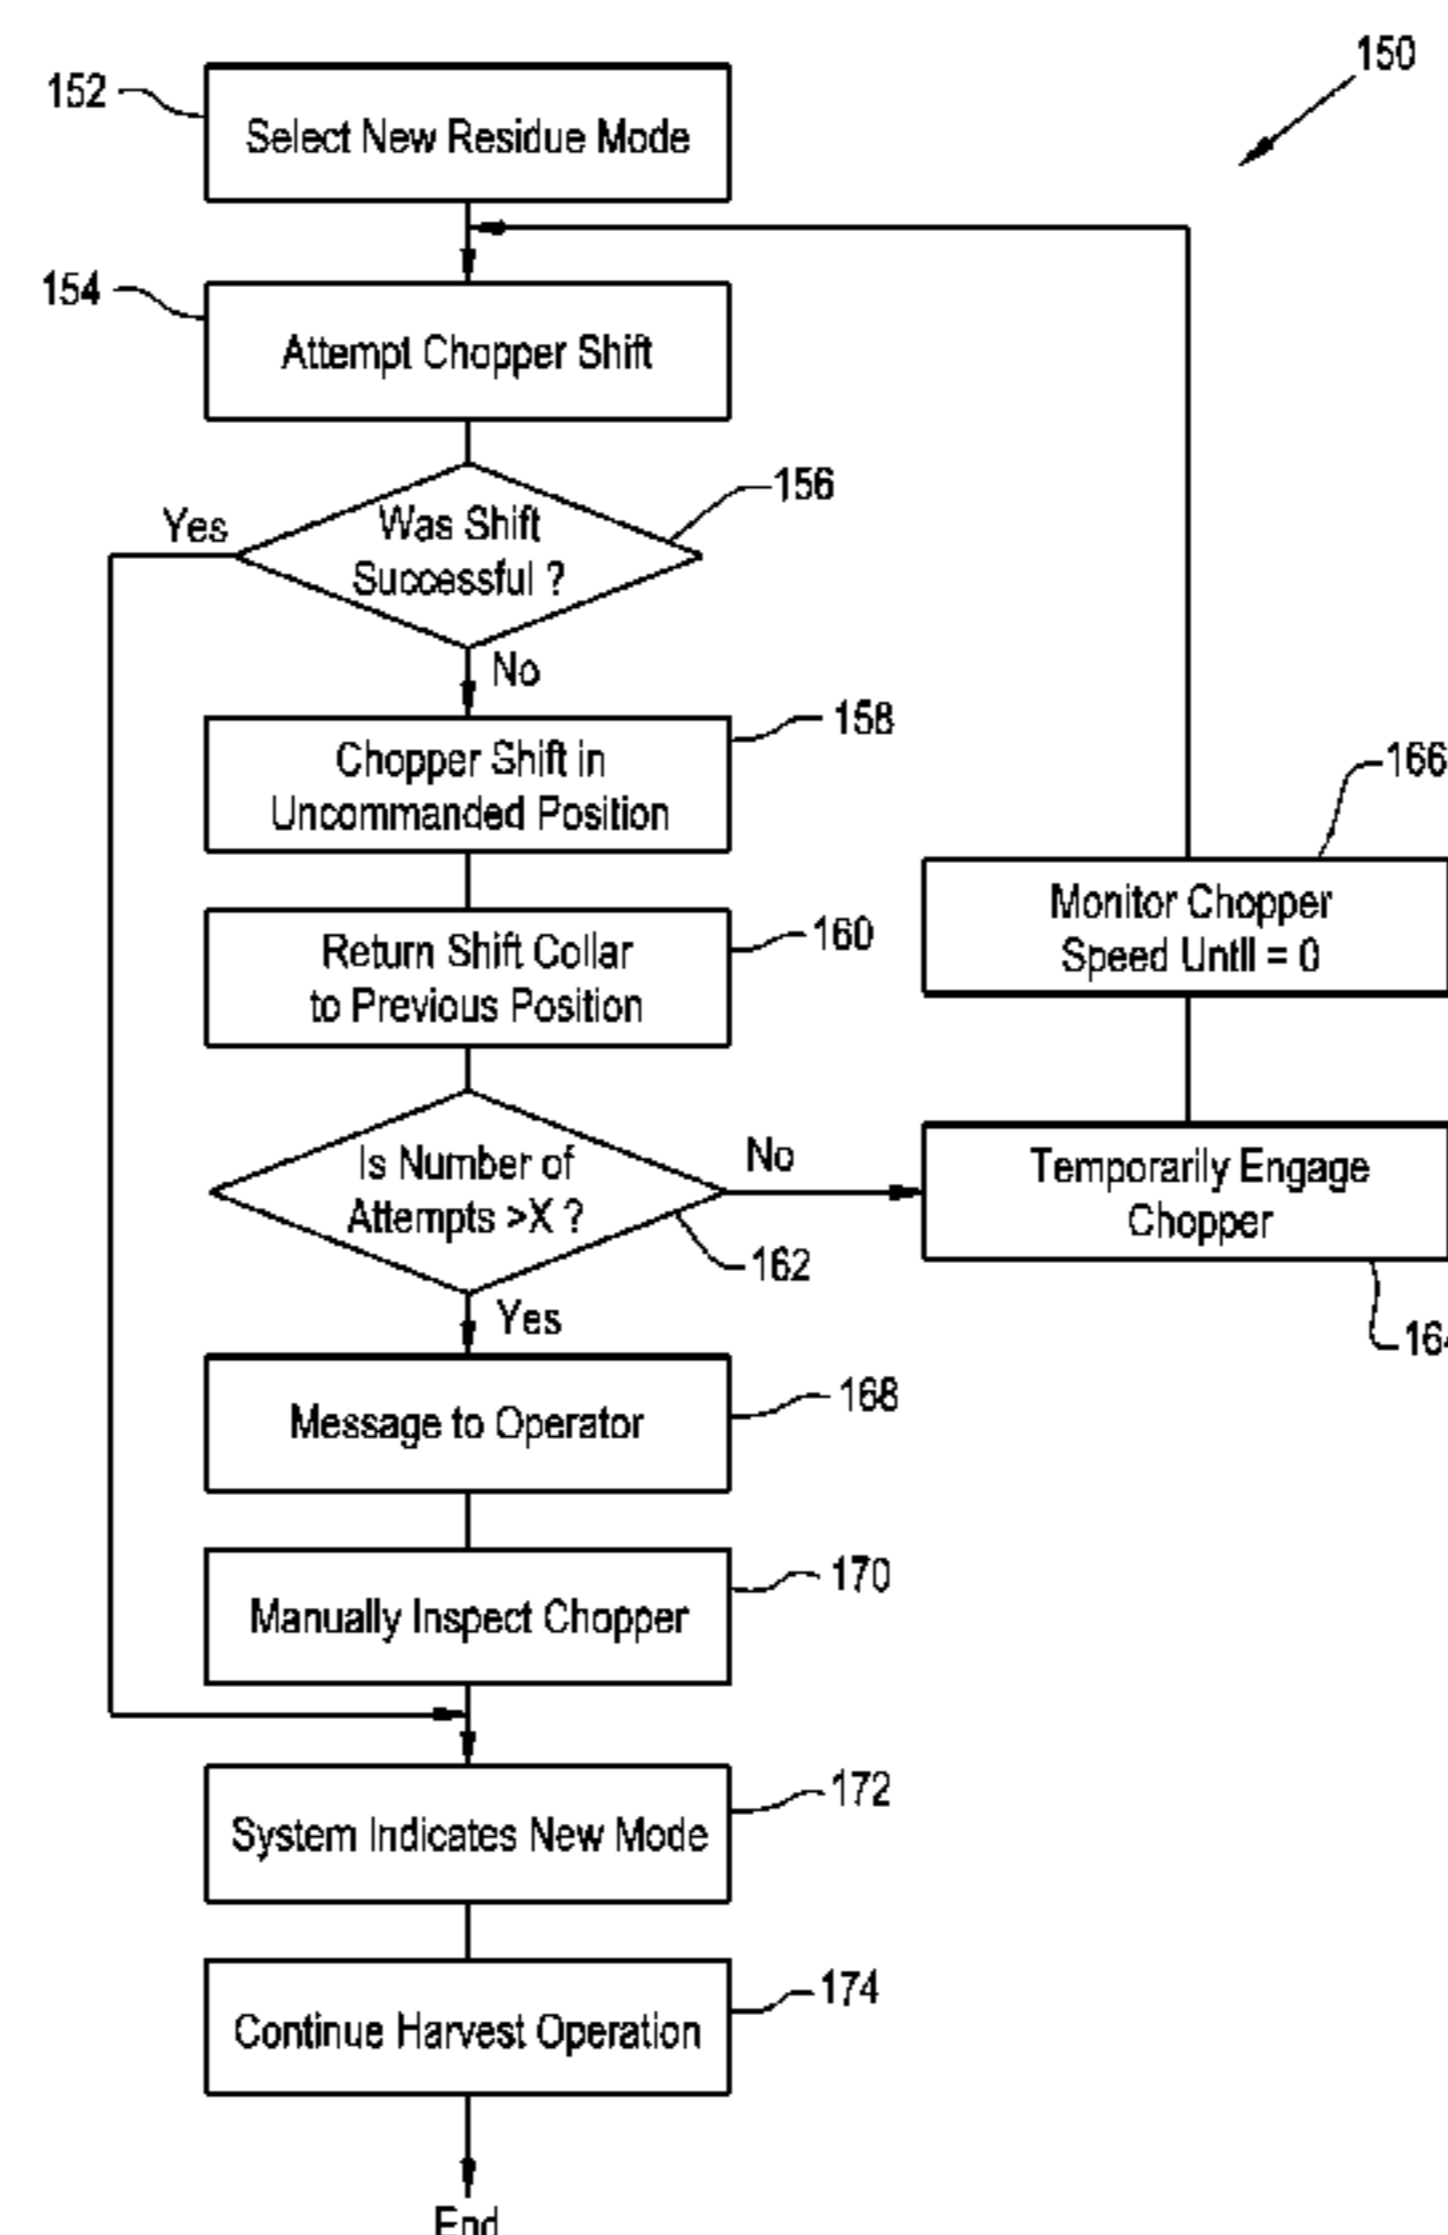 150
152
Select New Residue Mode
154
Attempt Chopper Shift
156
Yes
Was Shift
Successful ?
No
158
Chopper Shift in
Uncommanded Position
166
160
Return Shift Collar
to Previous Position
Monitor Chopper
Speed Until = 0
Is Number of
Attempts >X ?
No
162
Temporarily Engage
Chopper
Yes
168
Message to Operator
170
Manually Inspect Chopper
172
System Indicates New Mode
174
Continue Harvest Operation
End